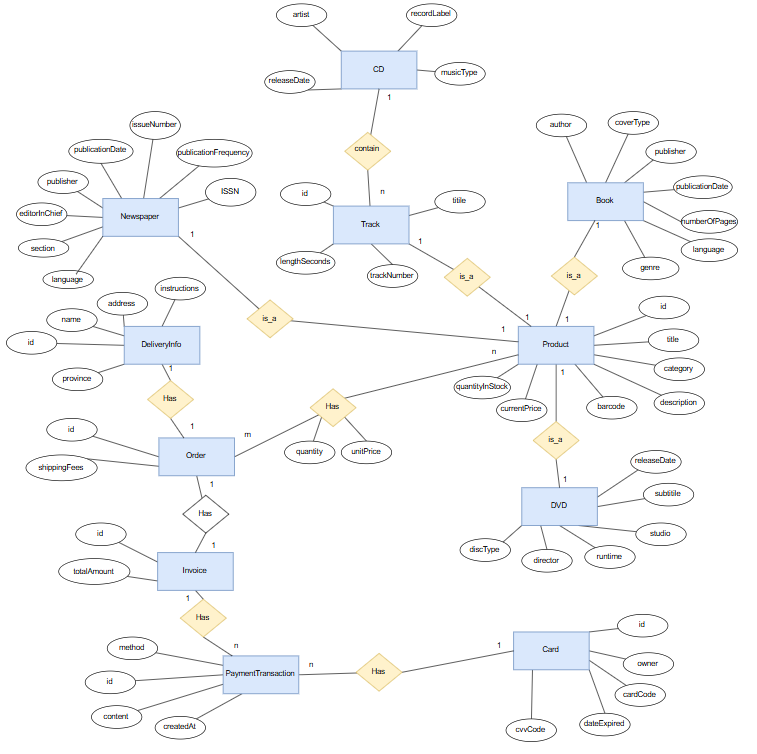 artist
recordLabel
CD
releaseDate
musicType
1
contain
n
issueNumber
publicationDate
publicationFrequency
publisher
ISSN
editorInChief
Newspaper
section
language
1
id
titile
Track
lengthSeconds
trackNumber
1
is_a
1
author
coverType
publisher
publicationDate
Book
numberOfPages
language
genre
1
is_a
1
is_a
1
instructions
address
name
id
DeliveryInfo
province
1
Has
1
id
title
Product
category
description
quantityInStock
currentPrice
barcode
n
1
Has
m
quantity
unitPrice
is_a
1
id
Order
shippingFees
1
Has
1
releaseDate
subtitile
DVD
studio
discType
director
runtime
id
totalAmount
Invoice
1
Has
n
method
id
PaymentTransaction
content
createdAt
n
Has
1
id
Card
owner
cardCode
dateExpired
cvvCode